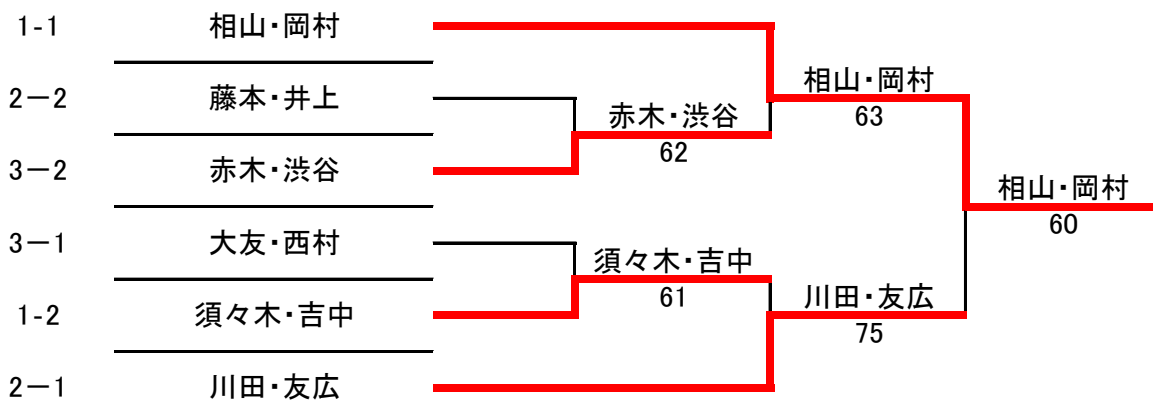 1-1 相山・岡村
相山・岡村
2－2 藤本・井上
赤木・渋谷 63
62
3－2 赤木・渋谷
相山・岡村
60
3－1 大友・西村
須々木・吉中
61 川田・友広
1-2 須々木・吉中
75
2－1 川田・友広